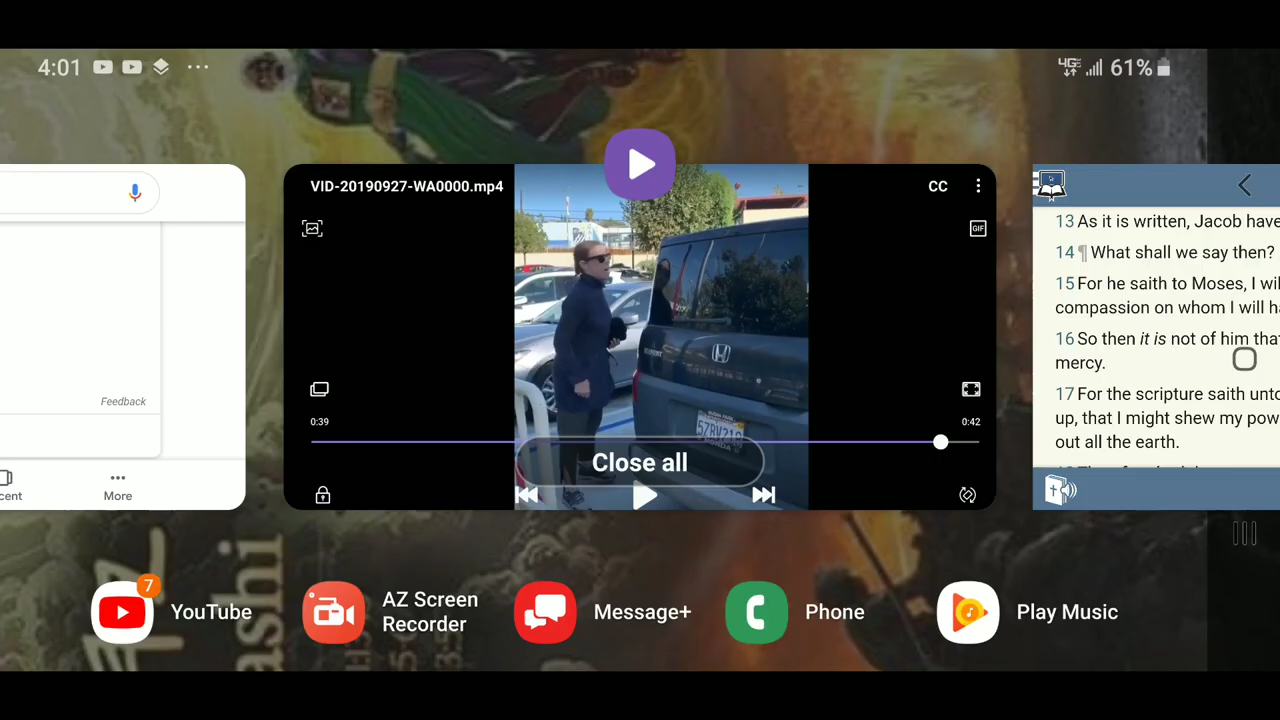 4:01
4G 61%
VID-20190927-WA0000.mp4
CC
GIF
0:39
0:42
Close all
Feedback
cent
More
HONDA
13 As it is written, Jacob have
14 ¶ What shall we say then?
15 For he saith to Moses, I wil
compassion on whom I will ha
16 So then it is not of him tha
mercy.
17 For the scripture saith unto
up, that I might shew my pow
out all the earth.
ashi
7
YouTube
AZ Screen
Recorder
Message+
Phone
Play Music